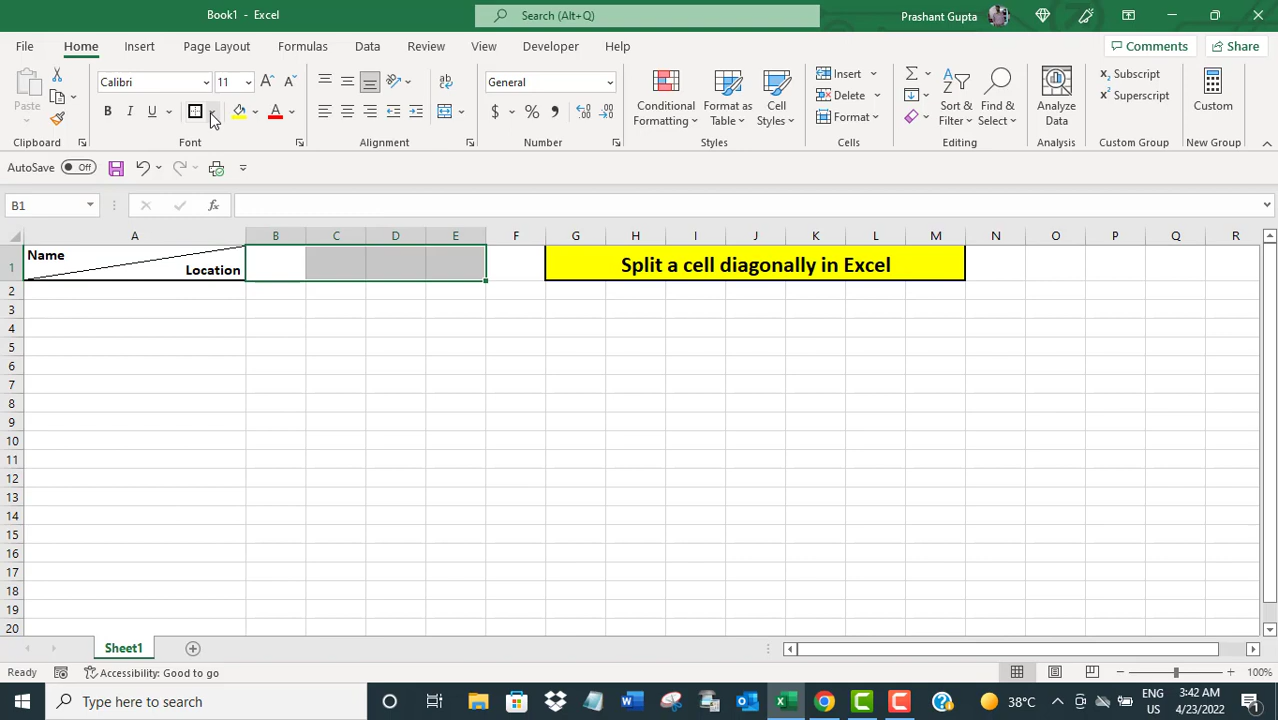 Book1 - Excel
Search (Alt+Q)
Prashant Gupta
File Home Insert Page Layout Formulas Data Review View Developer Help
Comments Share
Paste
Calibri 11
B I U A
ab
General
$ % ,
Conditional Formatting
Format as Table
Cell Styles
Insert
Delete
Format
Sort & Filter
Find & Select
Analyze Data
Subscript
Superscript
Custom
Clipboard Font Alignment Number Styles Cells Editing Analysis Custom Group New Group
AutoSave Off
B1
fx
A B C D E F G H I J K L M N O P Q R
1
Name
Location
Split a cell diagonally in Excel
2
3
4
5
6
7
8
9
10
11
12
13
14
15
16
17
18
19
20
Sheet1
Ready Accessibility: Good to go 100%
Type here to search
38°C
ENG
US
3:42 AM
4/23/2022